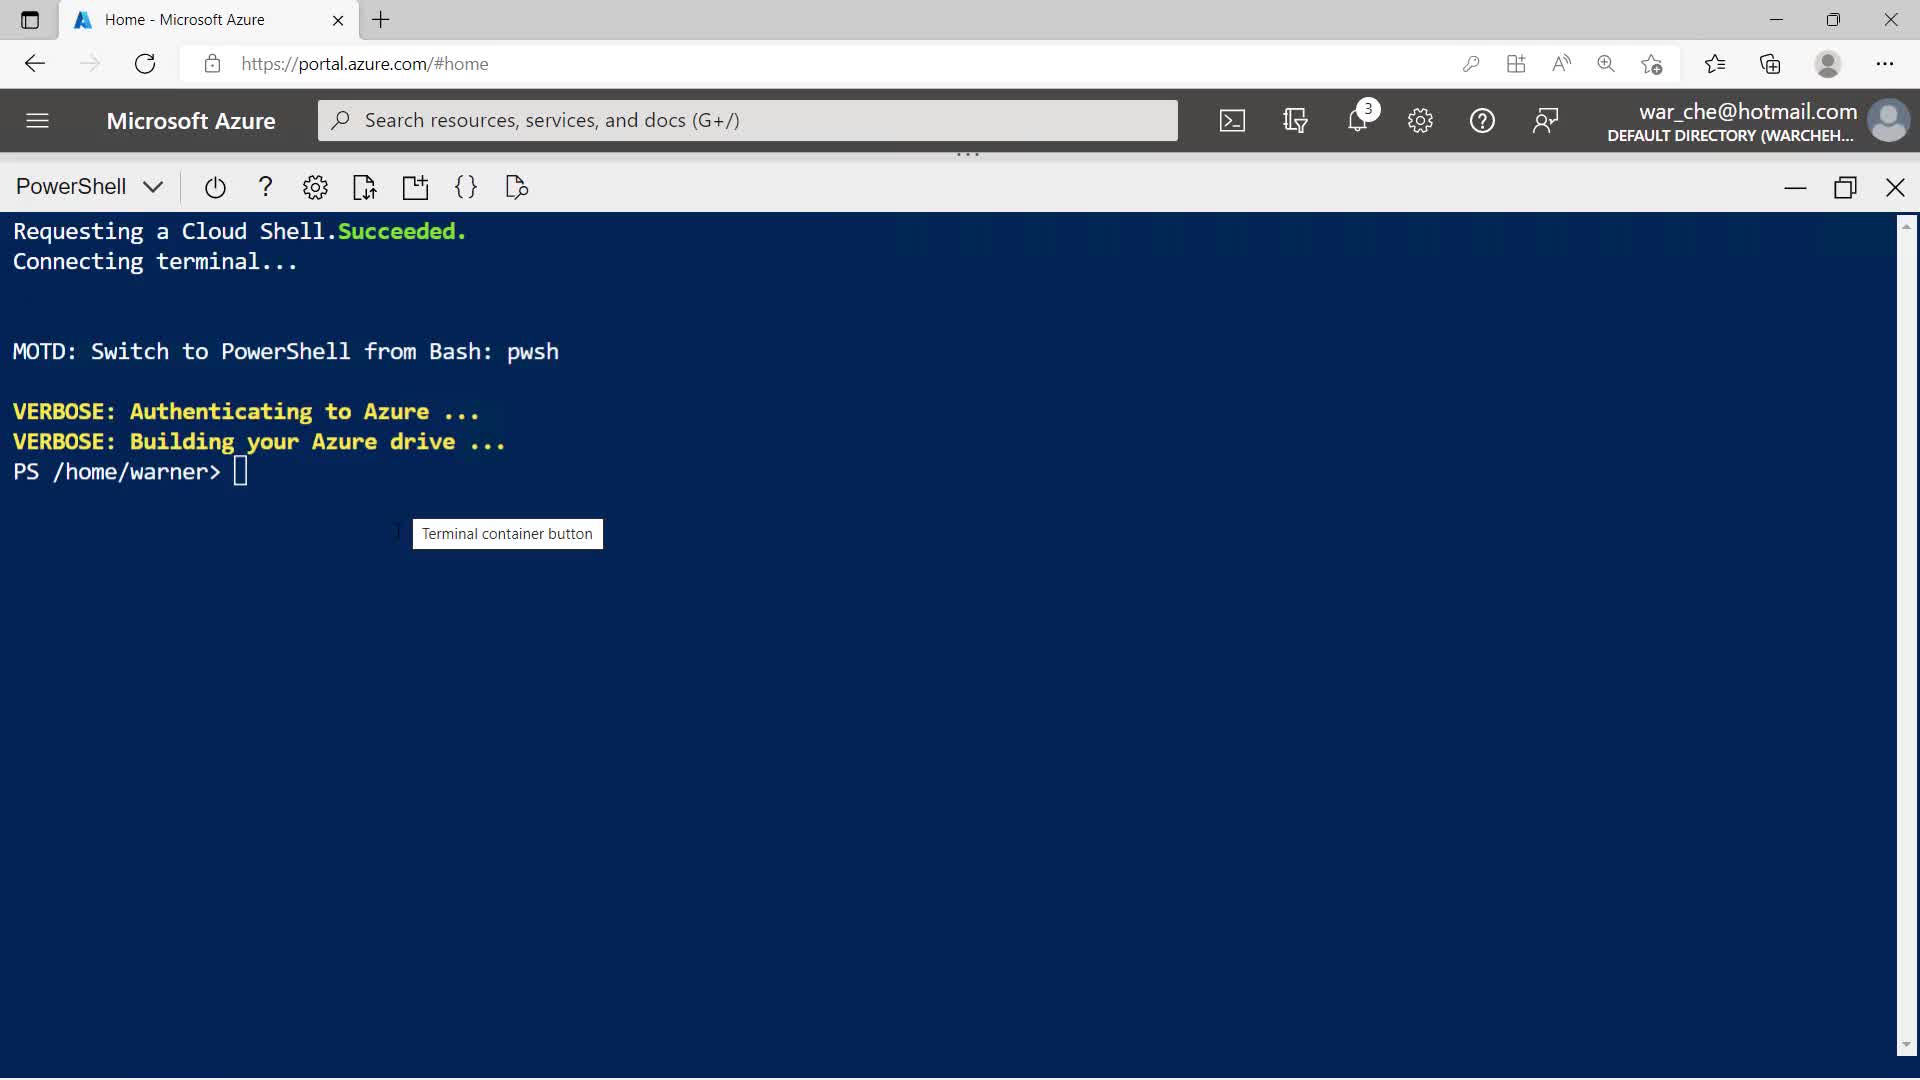 Home - Microsoft Azure
https://portal.azure.com/#home
Microsoft Azure
Search resources, services, and docs (G+/)
3
war_che@hotmail.com
DEFAULT DIRECTORY (WARCHEH...
PowerShell
Requesting a Cloud Shell.Succeeded.
Connecting terminal...
MOTD: Switch to PowerShell from Bash: pwsh
VERBOSE: Authenticating to Azure ...
VERBOSE: Building your Azure drive ...
PS /home/warner>
Terminal container button